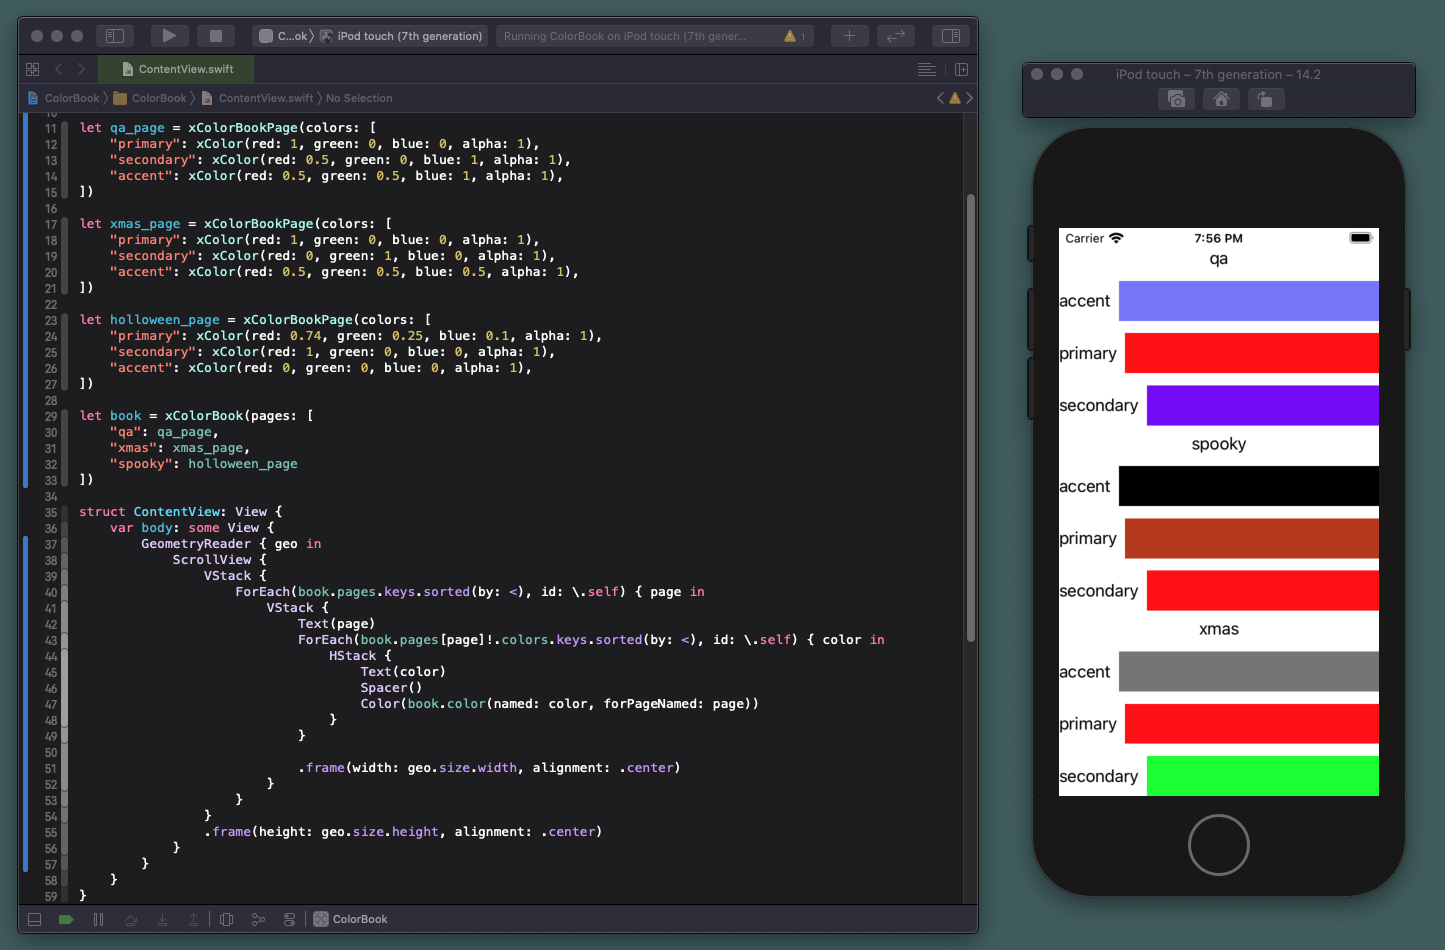 C...ok
iPod touch (7th generation)
Running ColorBook on iPod touch (7th gener...
1
ContentView.swift
ColorBook
ColorBook
ContentView.swift
No Selection
10
11 let qa_page = xColorBookPage(colors: [
12 "primary": xColor(red: 1, green: 0, blue: 0, alpha: 1),
13 "secondary": xColor(red: 0.5, green: 0, blue: 1, alpha: 1),
14 "accent": xColor(red: 0.5, green: 0.5, blue: 1, alpha: 1),
15 ])
16
17 let xmas_page = xColorBookPage(colors: [
18 "primary": xColor(red: 1, green: 0, blue: 0, alpha: 1),
19 "secondary": xColor(red: 0, green: 1, blue: 0, alpha: 1),
20 "accent": xColor(red: 0.5, green: 0.5, blue: 0.5, alpha: 1),
21 ])
22
23 let holloween_page = xColorBookPage(colors: [
24 "primary": xColor(red: 0.74, green: 0.25, blue: 0.1, alpha: 1),
25 "secondary": xColor(red: 1, green: 0, blue: 0, alpha: 1),
26 "accent": xColor(red: 0, green: 0, blue: 0, alpha: 1),
27 ])
28
29 let book = xColorBook(pages: [
30 "qa": qa_page,
31 "xmas": xmas_page,
32 "spooky": holloween_page
33 ])
34
35 struct ContentView: View {
36 var body: some View {
37 GeometryReader { geo in
38 ScrollView {
39 VStack {
40 ForEach(book.pages.keys.sorted(by: <), id: \.self) { page in
41 VStack {
42 Text(page)
43 ForEach(book.pages[page]!.colors.keys.sorted(by: <), id: \.self) { color in
44 HStack {
45 Text(color)
46 Spacer()
47 Color(book.color(named: color, forPageNamed: page))
48 }
49 }
50
51 .frame(width: geo.size.width, alignment: .center)
52 }
53 }
54 }
55 .frame(height: geo.size.height, alignment: .center)
56 }
57 }
58 }
59 }
ColorBook
iPod touch – 7th generation – 14.2
Carrier 7:56 PM
qa
accent
primary
secondary
spooky
accent
primary
secondary
xmas
accent
primary
secondary